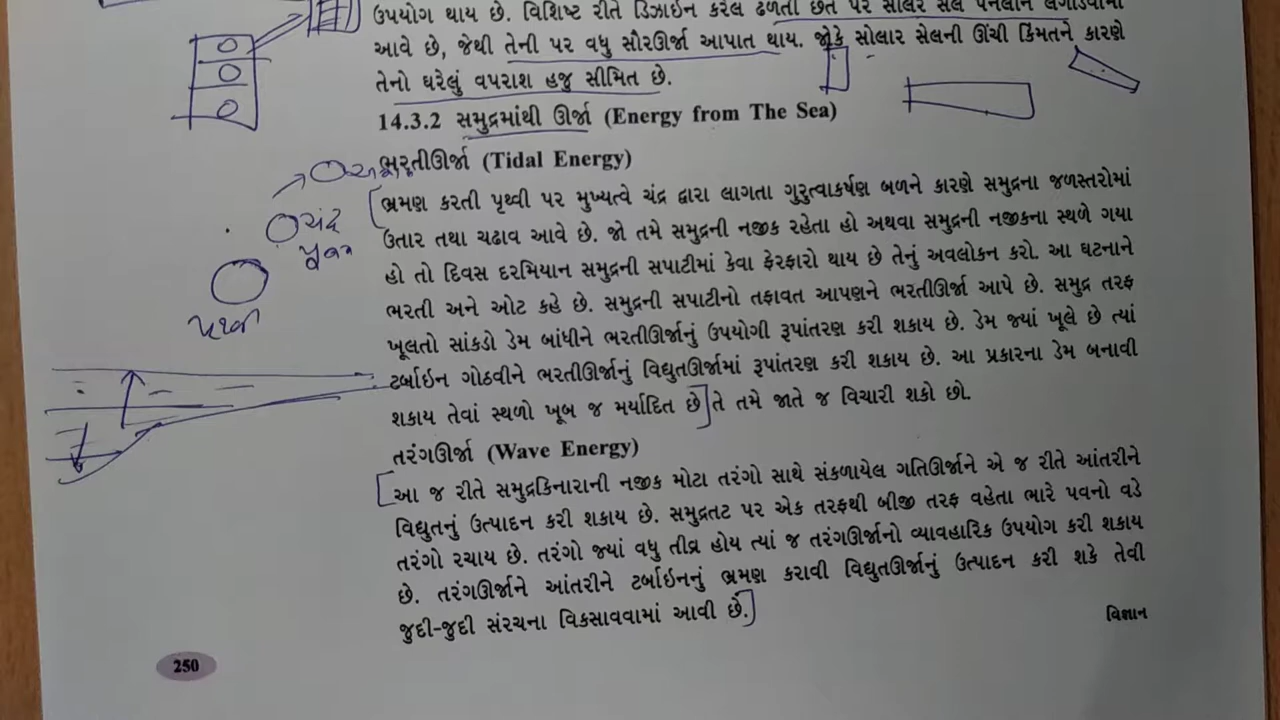 ઉપયોગ થાય છે. વિશિષ્ટ રીતે ડિઝાઇન કરેલ ઢળતી છત પર સોલર સેલ પેનલોને લગાડવામાં
આવે છે, જેથી તેની પર વધુ સૌરઊર્જા આપાત થાય. જોકે સોલાર સેલની ઊંચી કિંમતને કારણે
તેનો ઘરેલું વપરાશ હજુ સીમિત છે.
14.3.2 સમુદ્રમાંથી ઊર્જા (Energy from The Sea)
ભરતીઊર્જા (Tidal Energy)
ભ્રમણ કરતી પૃથ્વી પર મુખ્યત્વે ચંદ્ર દ્વારા લાગતા ગુરુત્વાકર્ષણ બળને કારણે સમુદ્રના જળસ્તરોમાં
ઉતાર તથા ચઢાવ આવે છે. જો તમે સમુદ્રની નજીક રહેતા હો અથવા સમુદ્રની નજીકના સ્થળે ગયા
હો તો દિવસ દરમિયાન સમુદ્રની સપાટીમાં કેવા ફેરફારો થાય છે તેનું અવલોકન કરો. આ ઘટનાને
ભરતી અને ઓટ કહે છે. સમુદ્રની સપાટીનો તફાવત આપણને ભરતીઊર્જા આપે છે. સમુદ્ર તરફ
ખૂલતો સાંકડો ડેમ બાંધીને ભરતીઊર્જાનું ઉપયોગી રૂપાંતરણ કરી શકાય છે. ડેમ જ્યાં ખૂલે છે ત્યાં
ટર્બાઇન ગોઠવીને ભરતીઊર્જાનું વિદ્યુતઊર્જામાં રૂપાંતરણ કરી શકાય છે. આ પ્રકારના ડેમ બનાવી
શકાય તેવાં સ્થળો ખૂબ જ મર્યાદિત છે તે તમે જાતે જ વિચારી શકો છો.
ચંદ્ર
પૃથ્વી
તરંગઊર્જા (Wave Energy)
આ જ રીતે સમુદ્રકિનારાની નજીક મોટા તરંગો સાથે સંકળાયેલ ગતિઊર્જાને એ જ રીતે આંતરીને
વિદ્યુતનું ઉત્પાદન કરી શકાય છે. સમુદ્રતટ પર એક તરફથી બીજી તરફ વહેતા ભારે પવનો વડે
તરંગો રચાય છે. તરંગો જ્યાં વધુ તીવ્ર હોય ત્યાં જ તરંગઊર્જાનો વ્યાવહારિક ઉપયોગ કરી શકાય
છે. તરંગઊર્જાને આંતરીને ટર્બાઇનનું ભ્રમણ કરાવી વિદ્યુતઊર્જાનું ઉત્પાદન કરી શકે તેવી
જુદી-જુદી સંરચના વિકસાવવામાં આવી છે.
250
વિજ્ઞાન